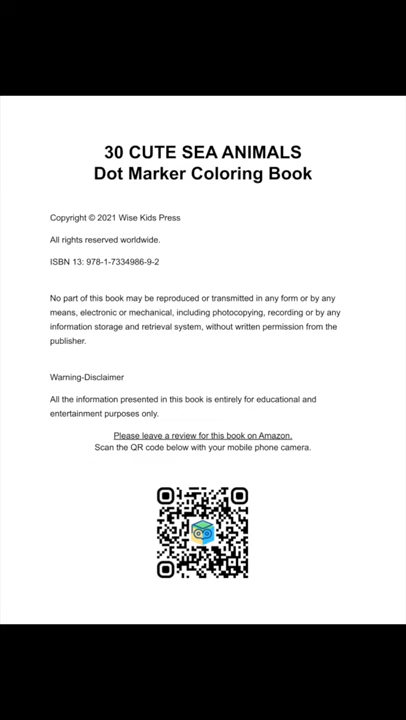 30 CUTE SEA ANIMALS
Dot Marker Coloring Book
Copyright © 2021 Wise Kids Press
All rights reserved worldwide.
ISBN 13: 978-1-7334986-9-2
No part of this book may be reproduced or transmitted in any form or by any
means, electronic or mechanical, including photocopying, recording or by any
information storage and retrieval system, without written permission from the
publisher.
Warning-Disclaimer
All the information presented in this book is entirely for educational and
entertainment purposes only.
Please leave a review for this book on Amazon.
Scan the QR code below with your mobile phone camera.